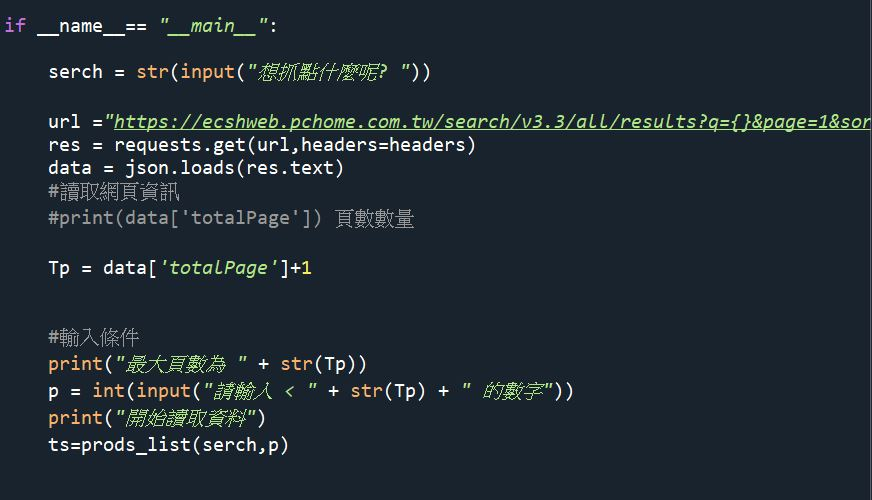 if __name__== "__main__":
serch = str(input("想抓點什麼呢? "))
url ="https://ecshweb.pchome.com.tw/search/v3.3/all/results?q={}&page=1&sor
res = requests.get(url,headers=headers)
data = json.loads(res.text)
#讀取網頁資訊
#print(data['totalPage']) 頁數數量
Tp = data['totalPage']+1
#輸入條件
print("最大頁數為 " + str(Tp))
p = int(input("請輸入 < " + str(Tp) + " 的數字"))
print("開始讀取資料")
ts=prods_list(serch,p)